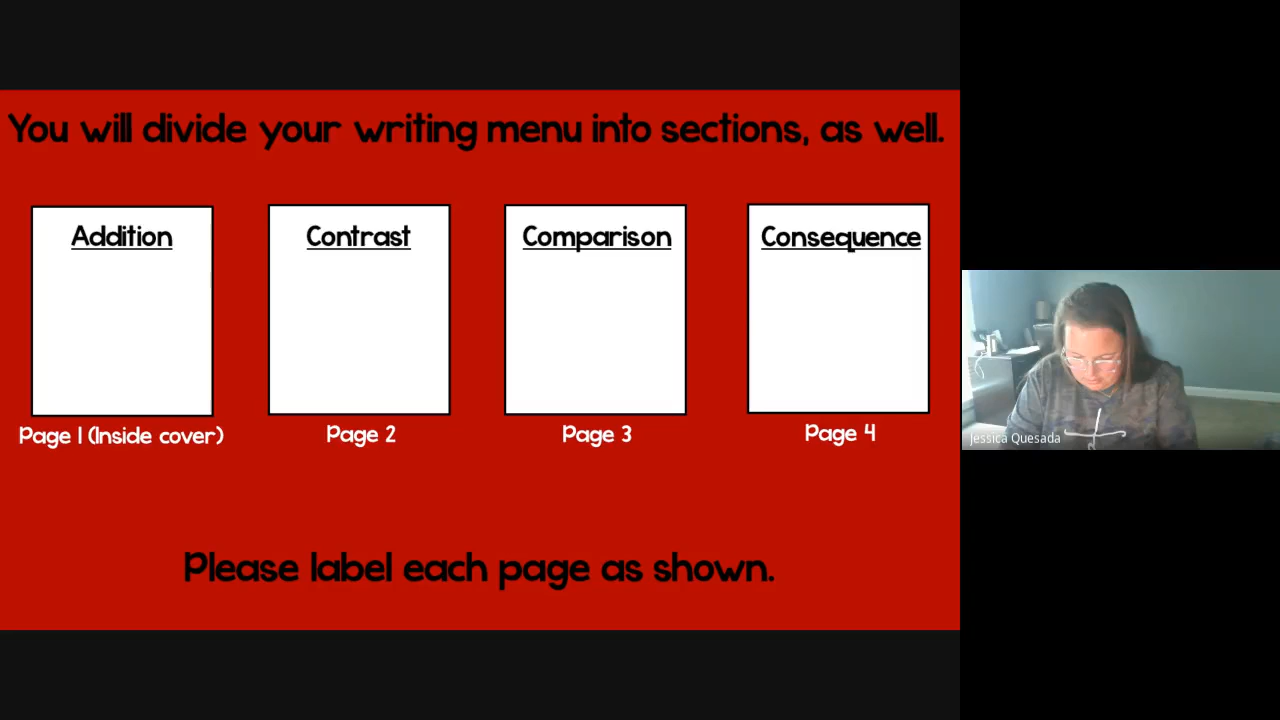 You will divide your writing menu into sections, as well.
Addition
Contrast
Comparison
Consequence
Page 1 (Inside cover)
Page 2
Page 3
Page 4
Jessica Quesada
Please label each page as shown.